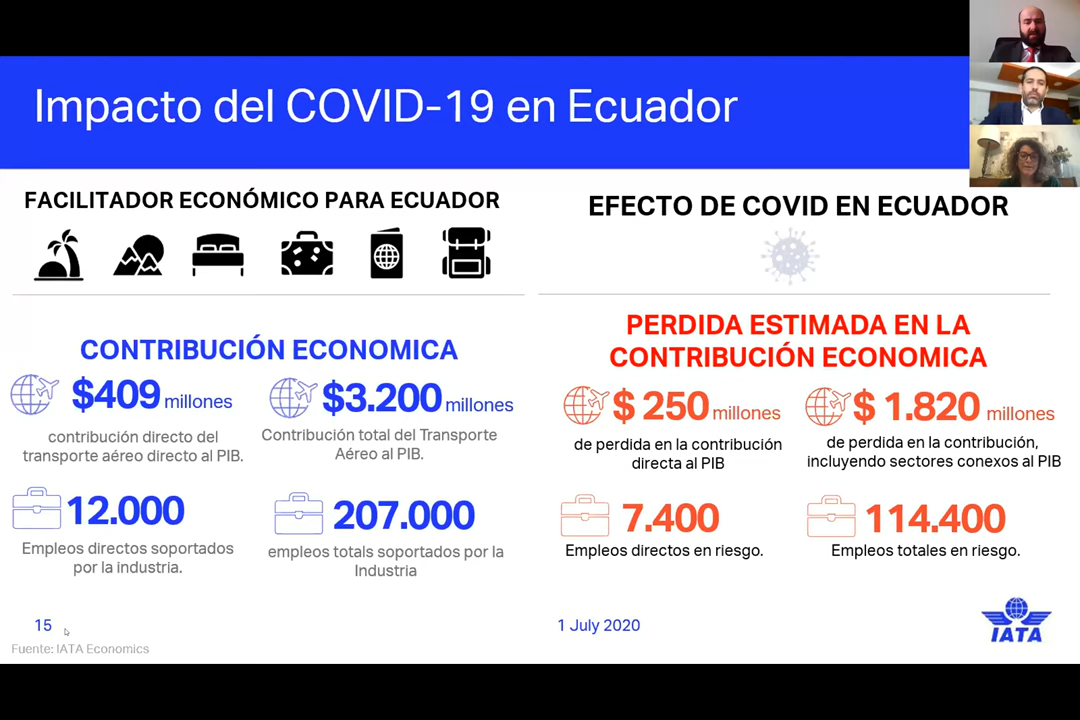 Impacto del COVID-19 en Ecuador
FACILITADOR ECONÓMICO PARA ECUADOR
CONTRIBUCIÓN ECONOMICA
$409 millones
contribución directo del
transporte aéreo directo al PIB.
$3.200 millones
Contribución total del Transporte
Aéreo al PIB.
12.000
Empleos directos soportados
por la industria.
207.000
empleos totals soportados por la
Industria
EFECTO DE COVID EN ECUADOR
PERDIDA ESTIMADA EN LA
CONTRIBUCIÓN ECONOMICA
$ 250 millones
de perdida en la contribución
directa al PIB
$ 1.820 millones
de perdida en la contribución,
incluyendo sectores conexos al PIB
7.400
Empleos directos en riesgo.
114.400
Empleos totales en riesgo.
15
1 July 2020
IATA
Fuente: IATA Economics